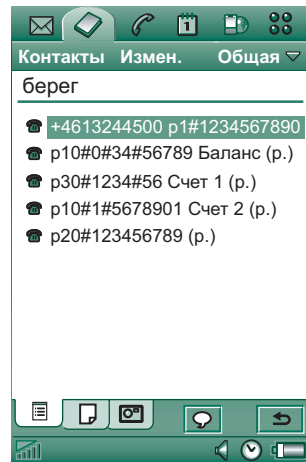 1
Контакты Измен. Общая
берег
+4613244500 p1#1234567890
p10#0#34#56789 Баланс (р.)
p30#1234#56 Счет 1 (р.)
p10#1#5678901 Счет 2 (р.)
p20#123456789 (р.)